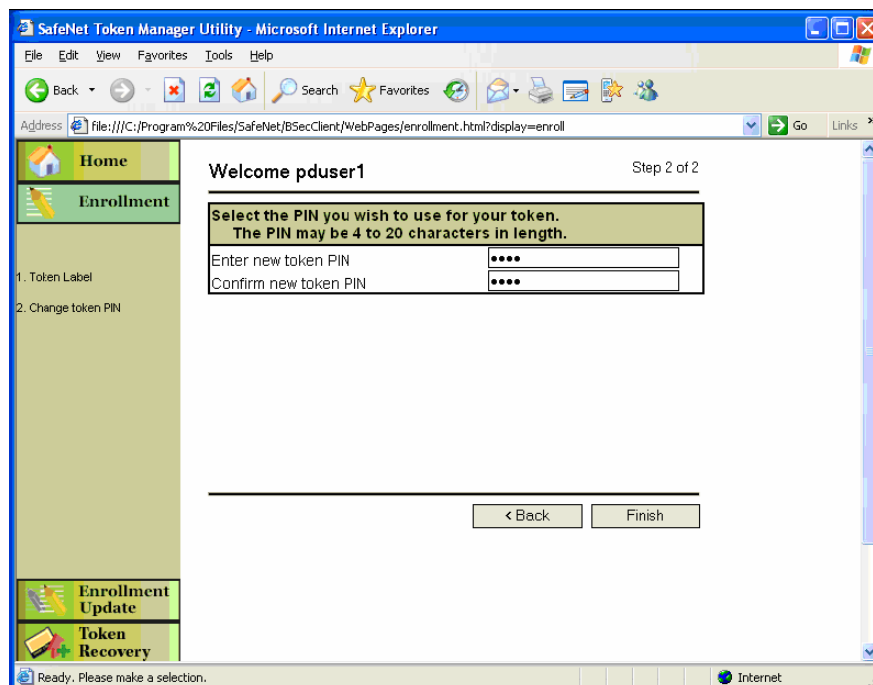 SafeNet Token Manager Utility - Microsoft Internet Explorer
File Edit View Favorites Tools Help
Back Search Favorites
Address file:///C:/Program%20Files/SafeNet/BSecClient/WebPages/enrollment.html?display=enroll Go Links »
Home
Enrollment
1. Token Label
2. Change token PIN
Enrollment
Update
Token
Recovery
Welcome pduser1 Step 2 of 2
Select the PIN you wish to use for your token.
The PIN may be 4 to 20 characters in length.
Enter new token PIN ••••
Confirm new token PIN ••••
< Back Finish
Ready. Please make a selection. Internet